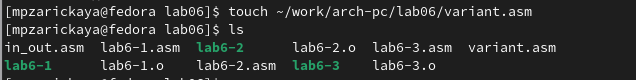 [mpzarickaya@fedora lab06]$ touch ~/work/arch-pc/lab06/variant.asm
[mpzarickaya@fedora lab06]$ ls
in_out.asm  lab6-1.asm  lab6-2      lab6-2.o  lab6-3.asm  variant.asm
lab6-1      lab6-1.o    lab6-2.asm  lab6-3    lab6-3.o